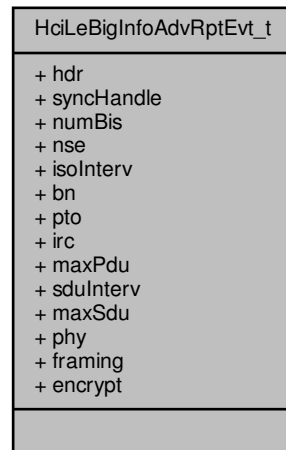 HciLeBigInfoAdvRptEvt_t
+ hdr
+ syncHandle
+ numBis
+ nse
+ isoInterv
+ bn
+ pto
+ irc
+ maxPdu
+ sduInterv
+ maxSdu
+ phy
+ framing
+ encrypt